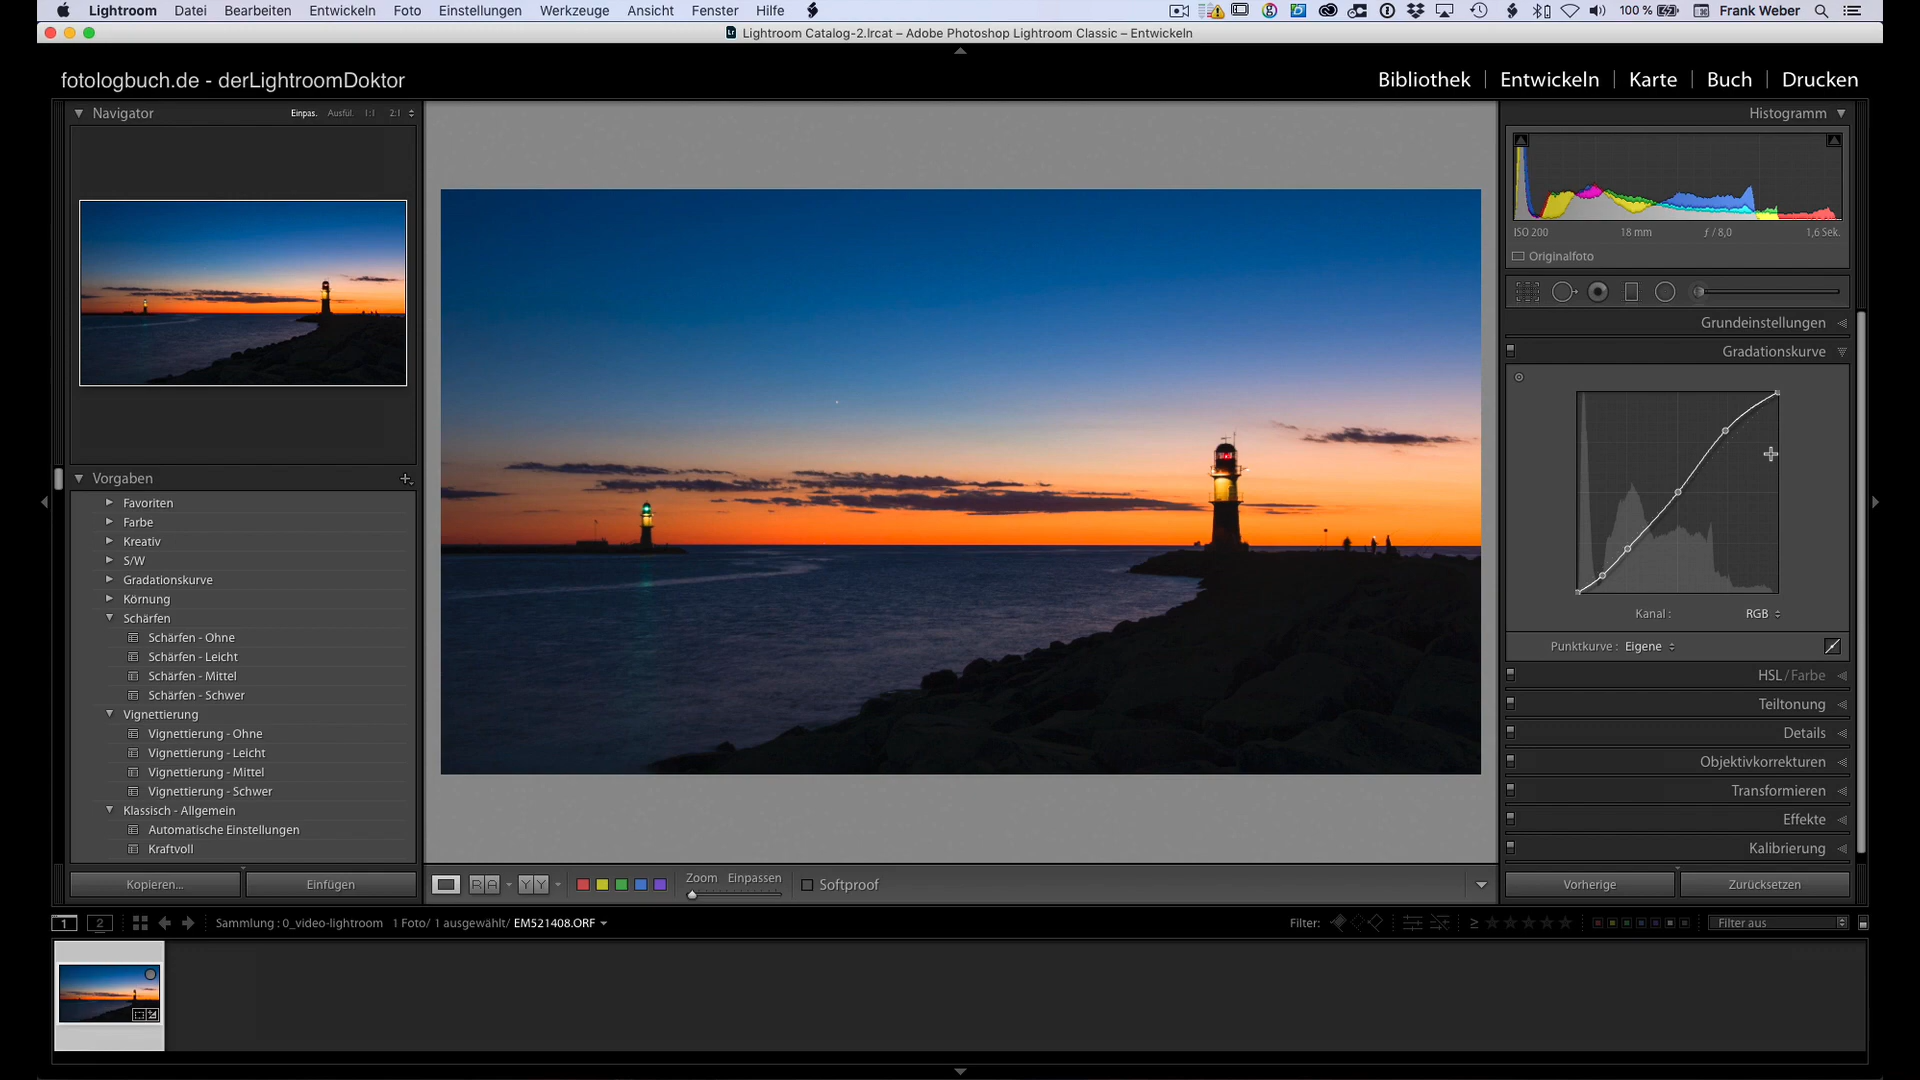 Lightroom Datei Bearbeiten Entwickeln Foto Einstellungen Werkzeuge Ansicht Fenster Hilfe 100 % Frank Weber
Lightroom Catalog-2.lrcat – Adobe Photoshop Lightroom Classic – Entwickeln
fotologbuch.de - derLightroomDoktor
Bibliothek | Entwickeln | Karte | Buch | Drucken
Navigator Einpas. Ausfül. 1:1 2:1
Histogramm
ISO 200 18 mm ƒ / 8,0 1,6 Sek.
Originalfoto
Grundeinstellungen
Gradationskurve
Kanal : RGB
Punktkurve : Eigene
HSL / Farbe
Teiltonung
Details
Objektivkorrekturen
Transformieren
Effekte
Kalibrierung
Vorherige Zurücksetzen
Vorgaben
Favoriten
Farbe
Kreativ
S/W
Gradationskurve
Körnung
Schärfen
Schärfen - Ohne
Schärfen - Leicht
Schärfen - Mittel
Schärfen - Schwer
Vignettierung
Vignettierung - Ohne
Vignettierung - Leicht
Vignettierung - Mittel
Vignettierung - Schwer
Klassisch - Allgemein
Automatische Einstellungen
Kraftvoll
Kopieren... Einfügen
R A Y Y Zoom Einpassen Softproof
1 2 Sammlung : 0_video-lightroom 1 Foto/ 1 ausgewählt/ EM521408.ORF Filter: ≥ Filter aus